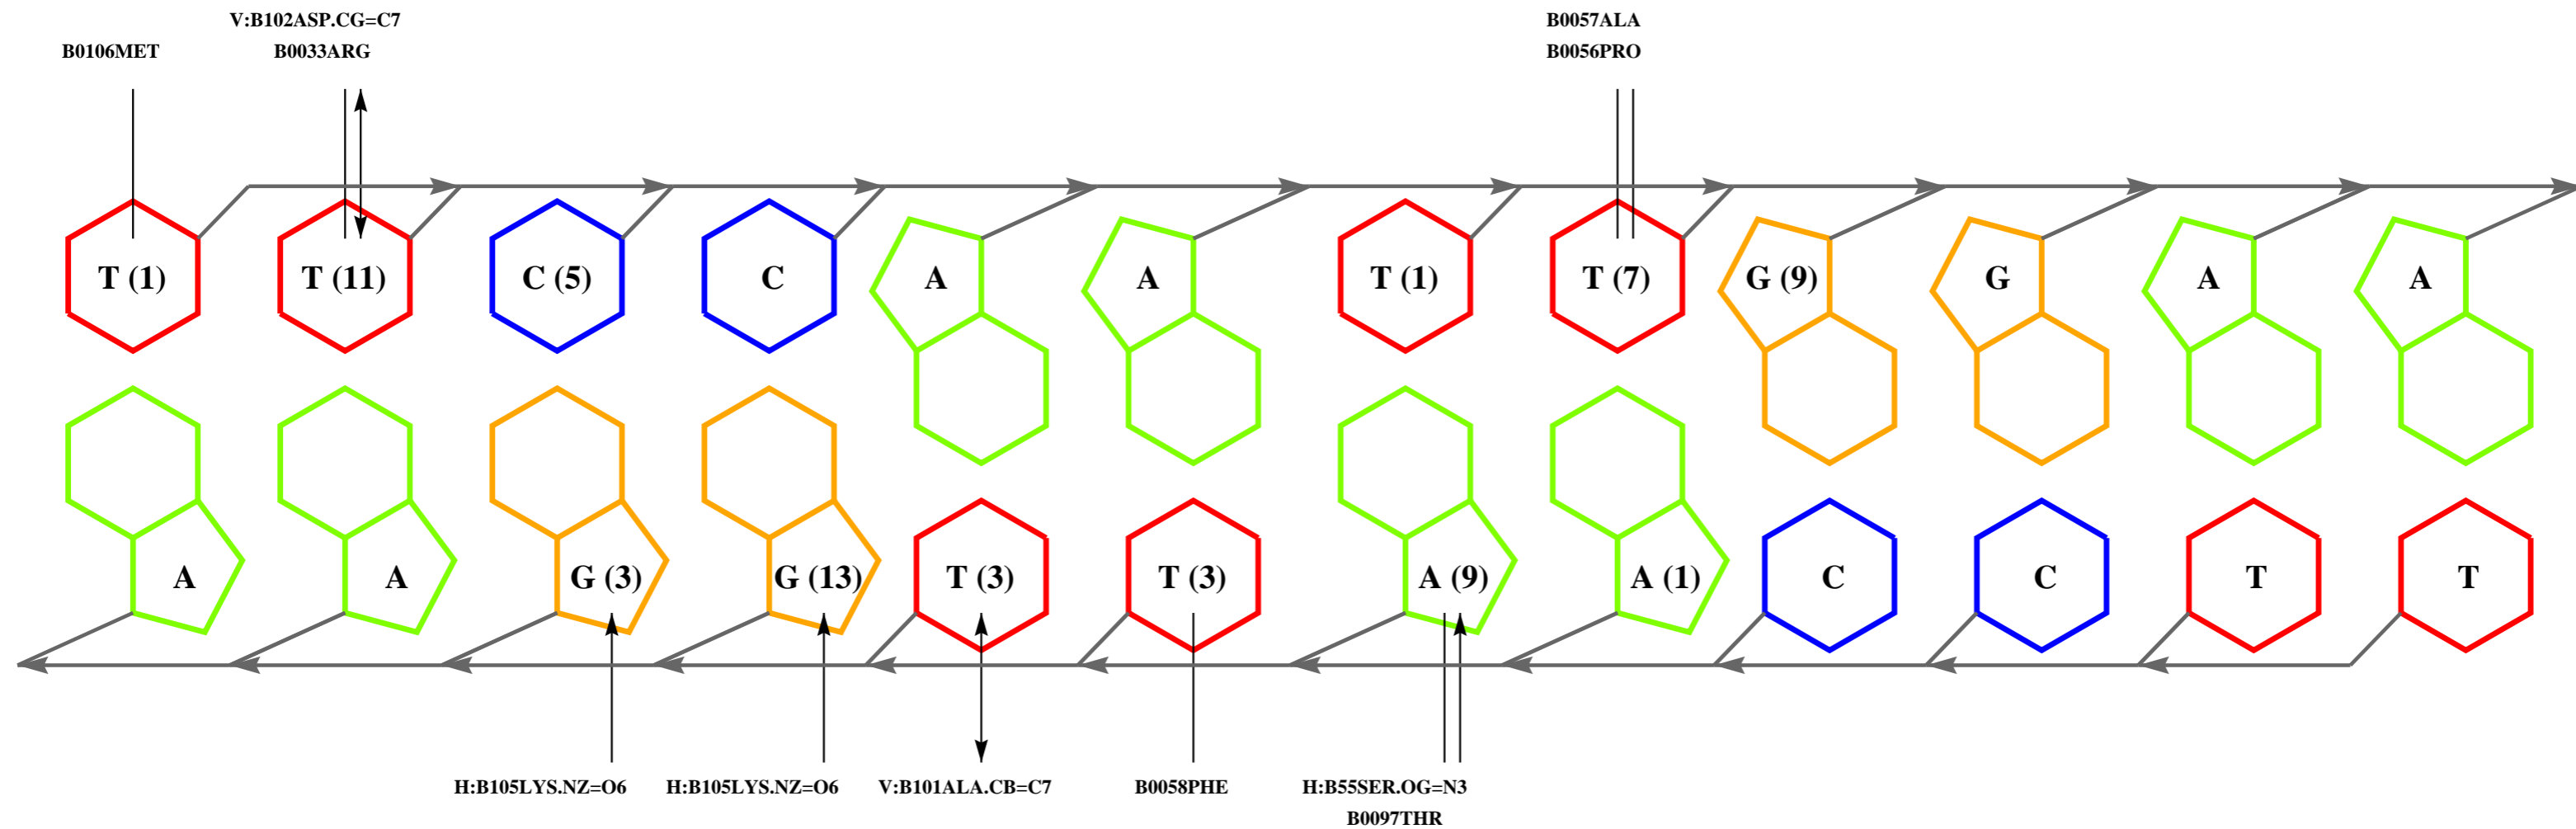 V:B102ASP.CG=C7 B0057ALA
B0106MET B0033ARG B0056PRO
T (1) T (11) C (5) C A A T (1) T (7) G (9) G A A
A A G (3) G (13) T (3) T (3) A (9) A (1) C C T T
H:B105LYS.NZ=O6 H:B105LYS.NZ=O6 V:B101ALA.CB=C7 B0058PHE H:B55SER.OG=N3
B0097THR